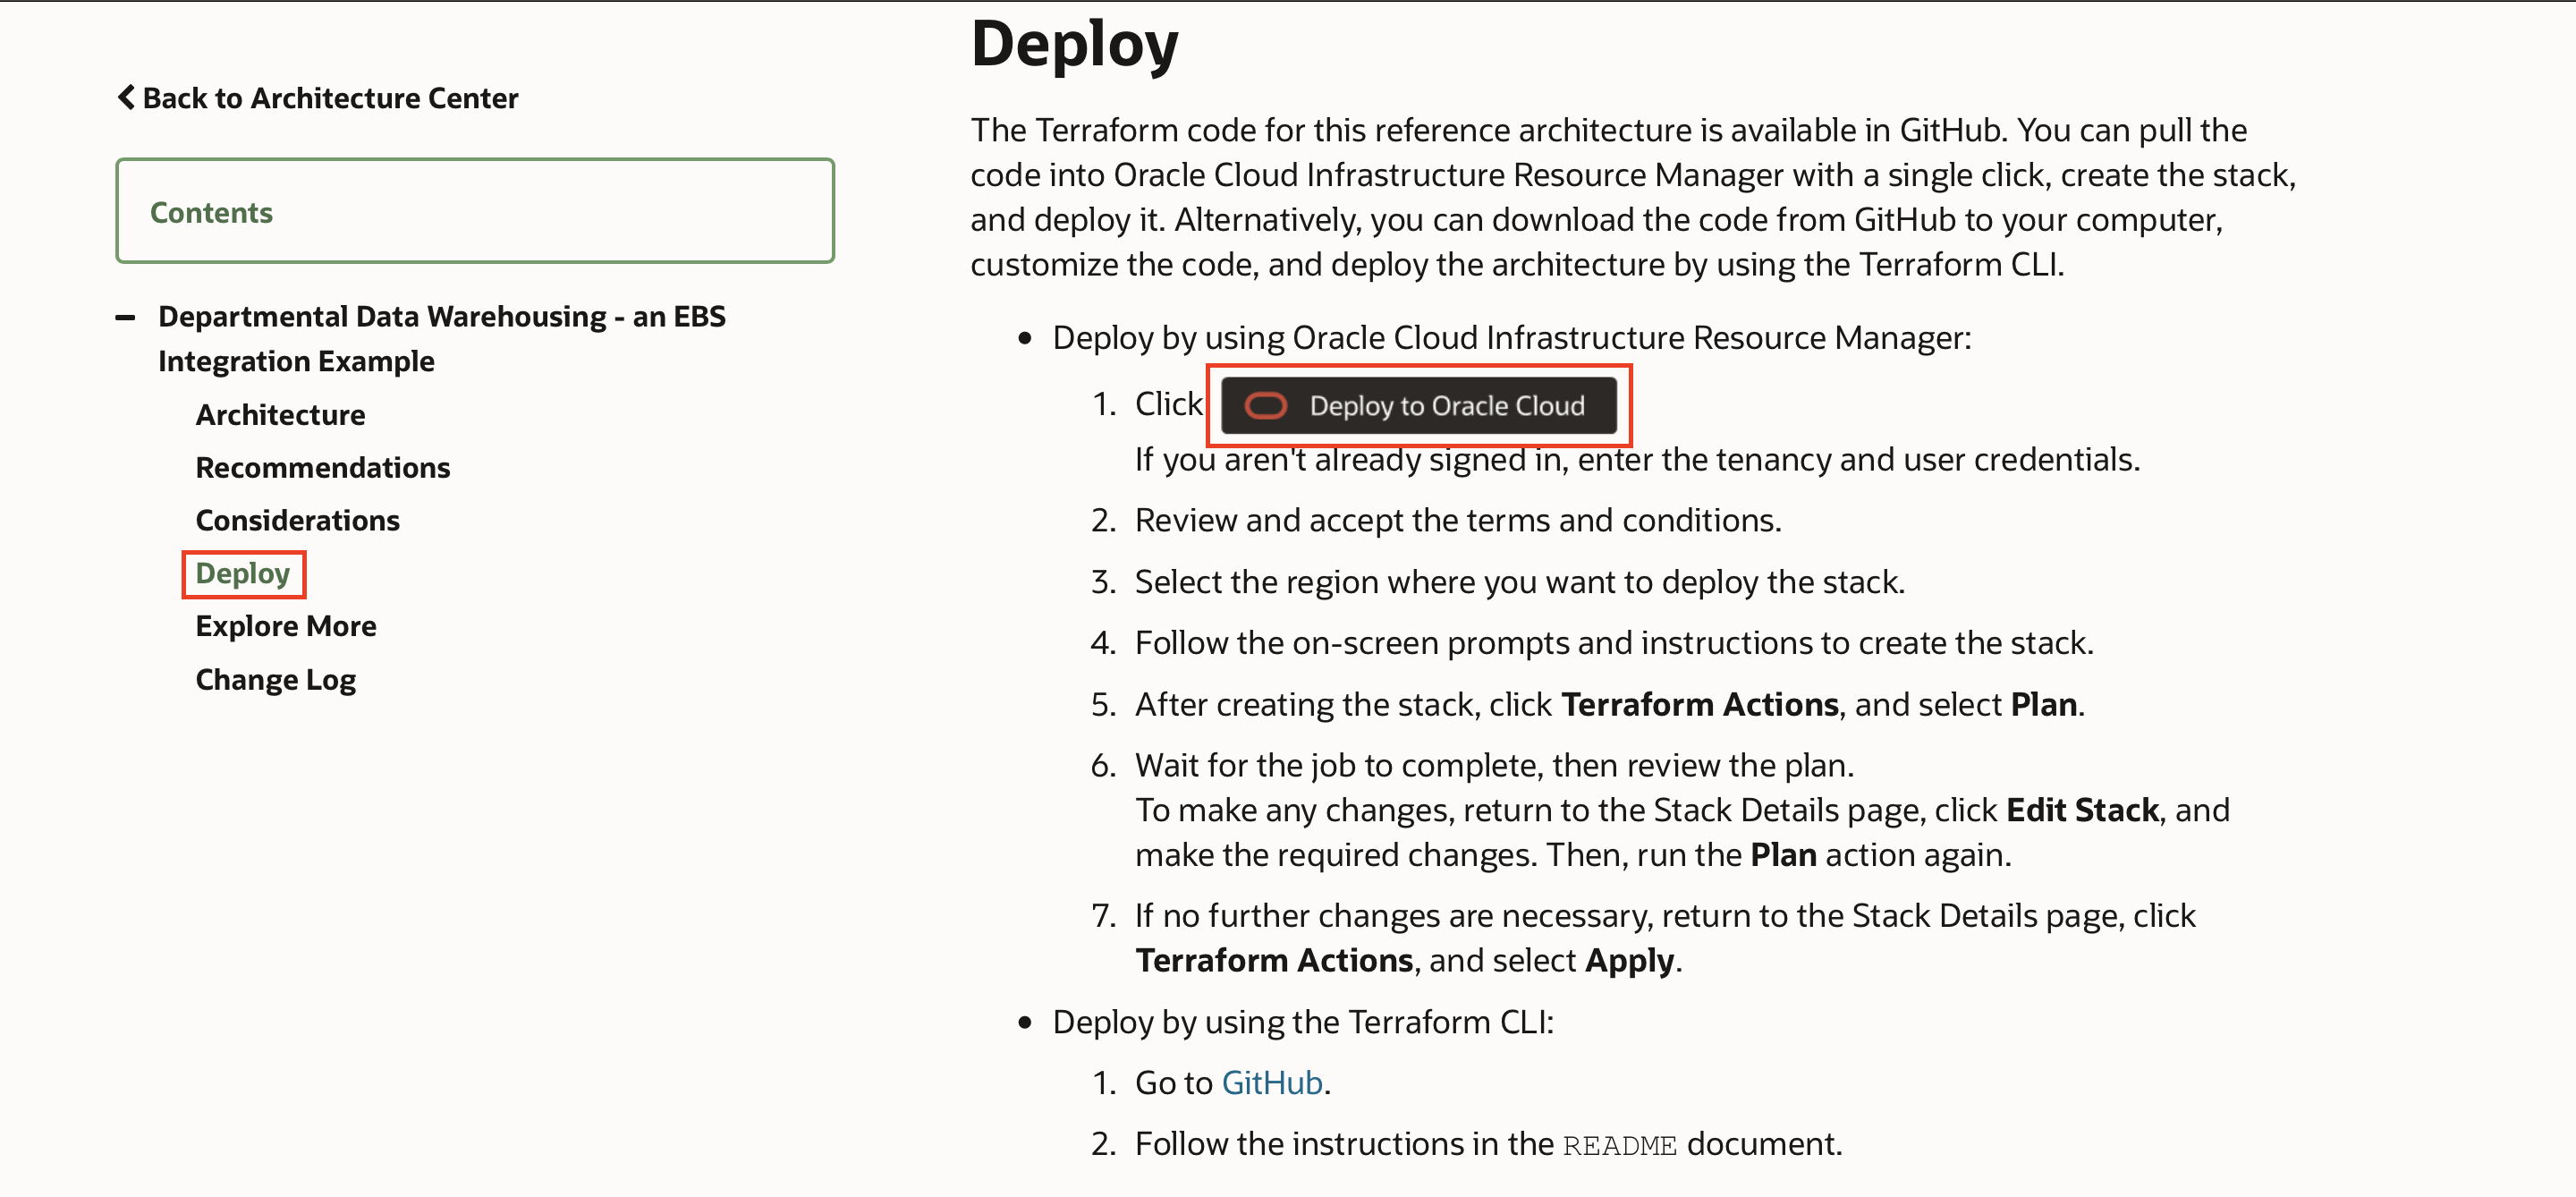 Back to Architecture Center
Contents
Departmental Data Warehousing - an EBS
Integration Example
Architecture
Recommendations
Considerations
Deploy
Explore More
Change Log
Deploy
The Terraform code for this reference architecture is available in GitHub. You can pull the
code into Oracle Cloud Infrastructure Resource Manager with a single click, create the stack,
and deploy it. Alternatively, you can download the code from GitHub to your computer,
customize the code, and deploy the architecture by using the Terraform CLI.
• Deploy by using Oracle Cloud Infrastructure Resource Manager:
1. Click Deploy to Oracle Cloud
If you aren't already signed in, enter the tenancy and user credentials.
2. Review and accept the terms and conditions.
3. Select the region where you want to deploy the stack.
4. Follow the on-screen prompts and instructions to create the stack.
5. After creating the stack, click Terraform Actions, and select Plan.
6. Wait for the job to complete, then review the plan.
To make any changes, return to the Stack Details page, click Edit Stack, and
make the required changes. Then, run the Plan action again.
7. If no further changes are necessary, return to the Stack Details page, click
Terraform Actions, and select Apply.
• Deploy by using the Terraform CLI:
1. Go to GitHub.
2. Follow the instructions in the README document.